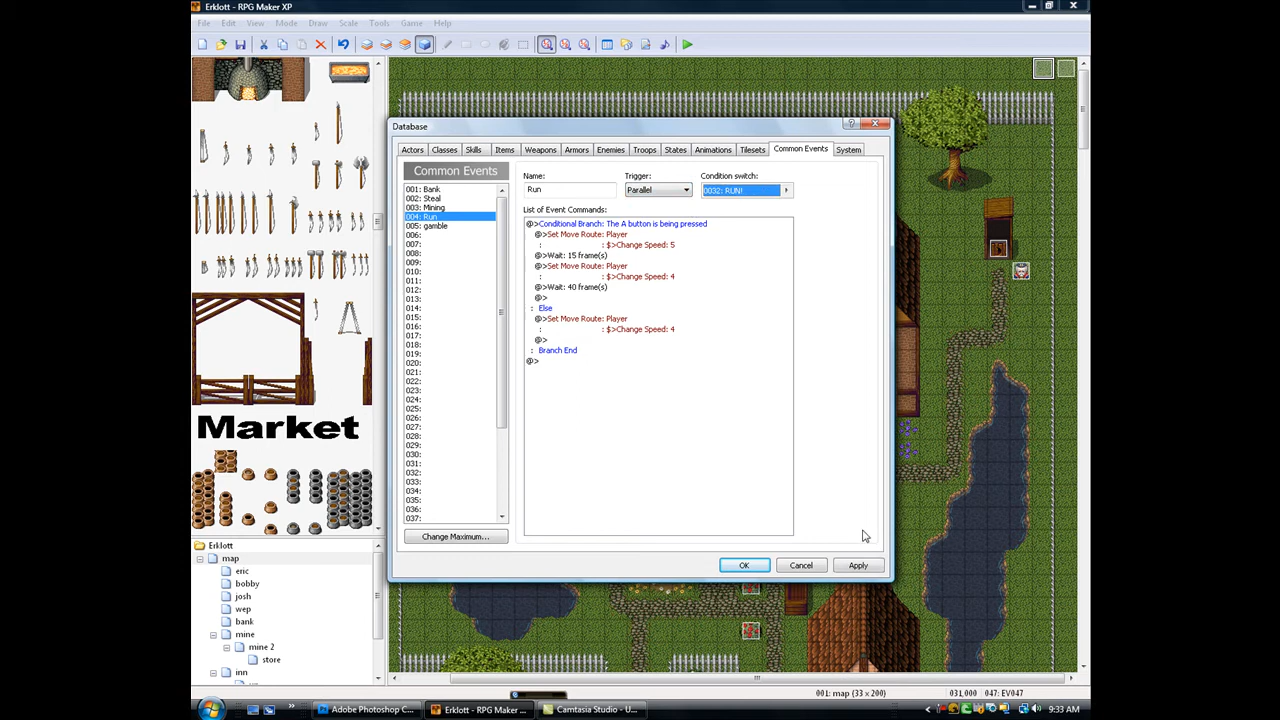 Erklott - RPG Maker XP
File Edit View Mode Draw Scale Tools Game Help
Database
Actors Classes Skills Items Weapons Armors Enemies Troops States Animations Tilesets Common Events System
Common Events
001: Bank
002: Steal
003: Mining
004: Run
005: gamble
006:
007:
008:
009:
010:
011:
012:
013:
014:
015:
016:
017:
018:
019:
020:
021:
022:
023:
024:
025:
026:
027:
028:
029:
030:
031:
032:
033:
034:
035:
036:
037:
Change Maximum...
Name: Trigger: Condition switch:
Run Parallel 0032: RUN!
List of Event Commands:
@>Conditional Branch: The A button is being pressed
@>Set Move Route: Player
: : $>Change Speed: 5
@>Wait: 15 frame(s)
@>Set Move Route: Player
: : $>Change Speed: 4
@>Wait: 40 frame(s)
@>
: Else
@>Set Move Route: Player
: : $>Change Speed: 4
@>
: Branch End
@>
OK Cancel Apply
Market
Erklott
map
eric
bobby
josh
wep
bank
mine
mine 2
store
inn
001: map (33 x 200) 031,000 047: EV047
Adobe Photoshop C... Erklott - RPG Maker ... Camtasia Studio - U... 9:33 AM